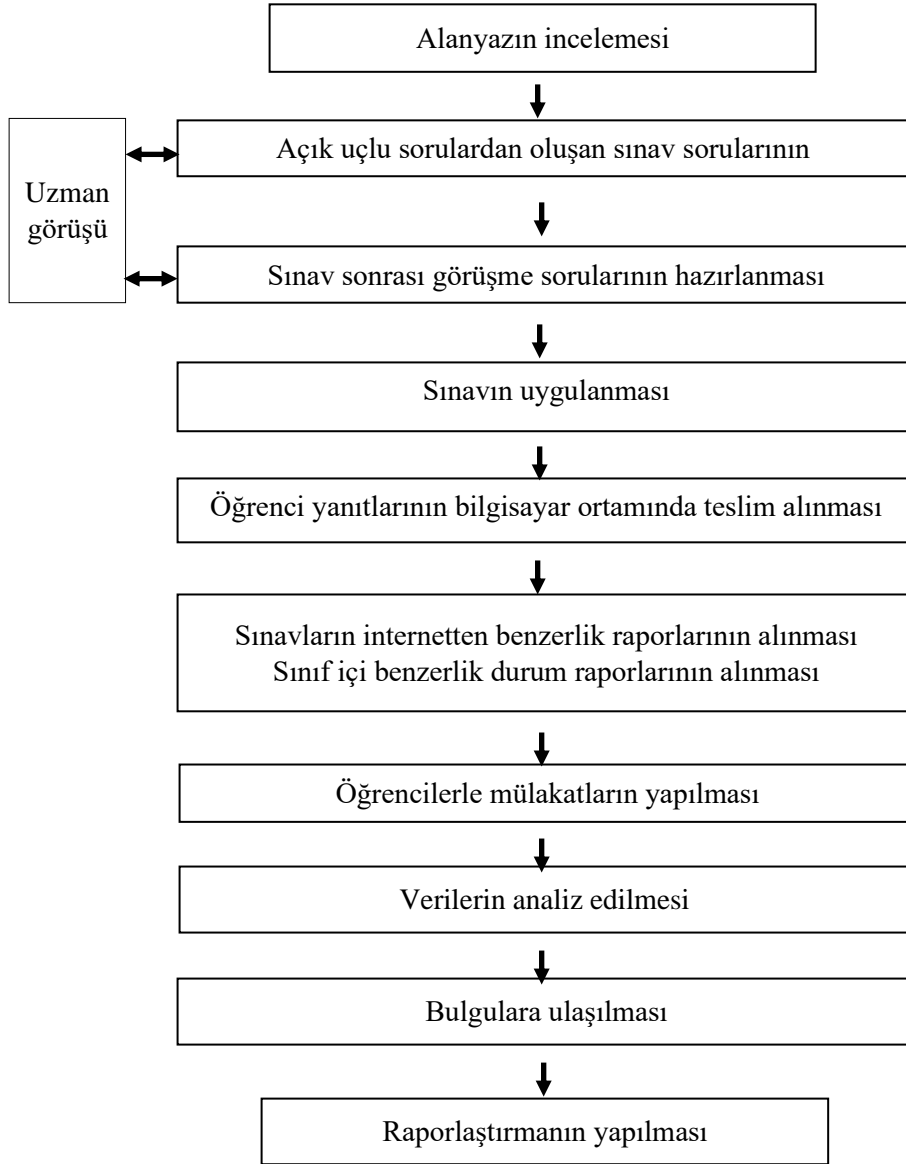 Alanyazın incelemesi
Açık uçlu sorulardan oluşan sınav sorularının
Uzman
görüşü
Sınav sonrası görüşme sorularının hazırlanması
Sınavın uygulanması
Öğrenci yanıtlarının bilgisayar ortamında teslim alınması
Sınavların internetten benzerlik raporlarının alınması
Sınıf içi benzerlik durum raporlarının alınması
Öğrencilerle mülakatların yapılması
Verilerin analiz edilmesi
Bulgulara ulaşılması
Raporlaştırmanın yapılması